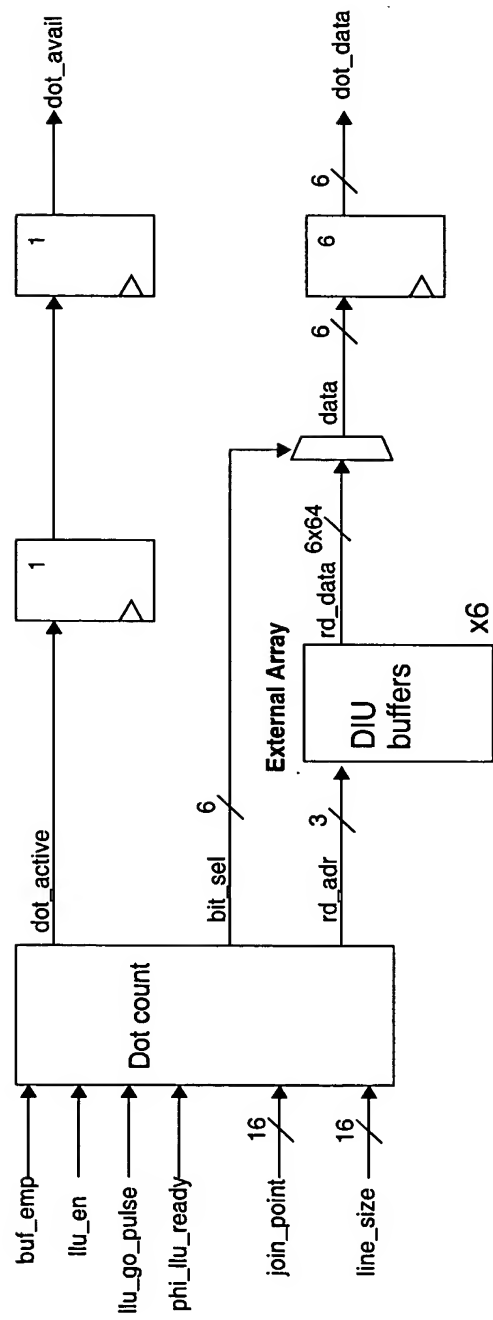 buf_emp
llu_en
llu_go_pulse
phi_llu_ready
join_point
16
line_size
16
Dot count
dot_active
bit_sel
6
rd_adr
3
1
External Array
DIU
buffers
x6
rd_data
6x64
data
6
1
6
dot_avail
6
dot_data